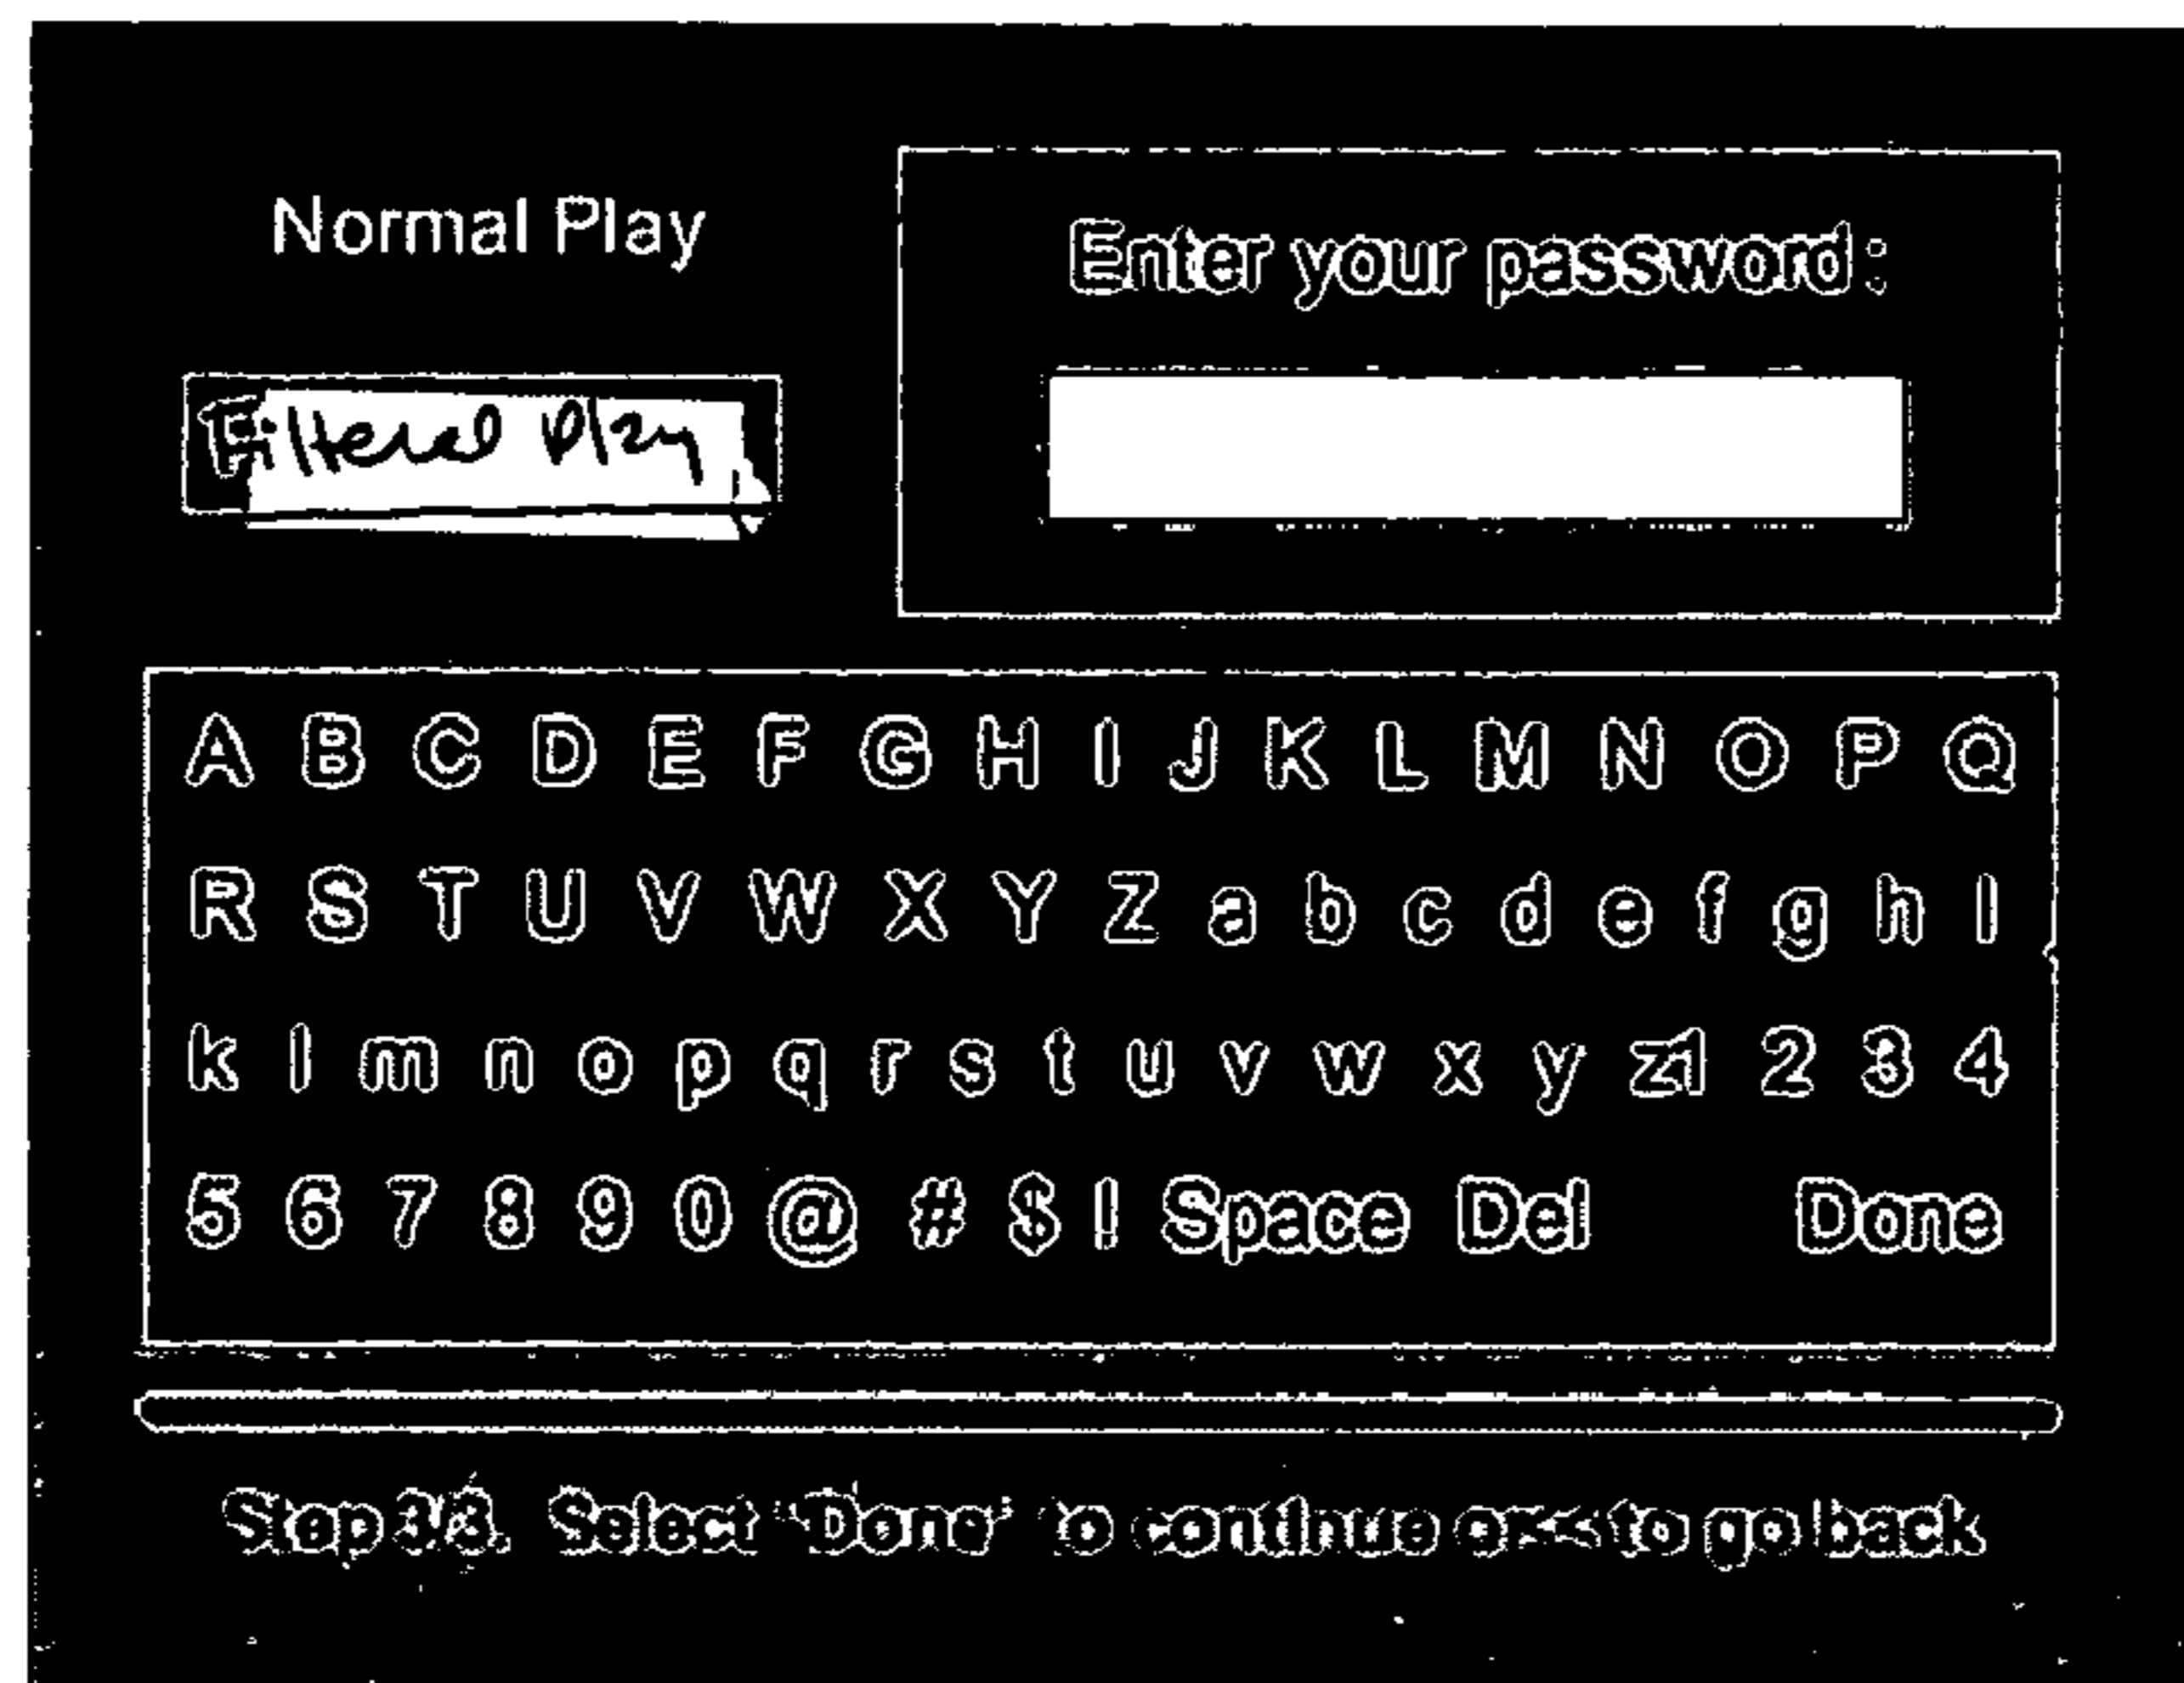 Normal Play
Enter your password:
Filtered Play
A B C D E F G H I J K L M N O P Q
R S T U V W X Y Z a b c d e f g h I
k l m n o p q r s t u v w x y z1 2 3 4
5 6 7 8 9 0 @ # $ ! Space Del Done
Step 3/3. Select "Done" to continue or << to go back